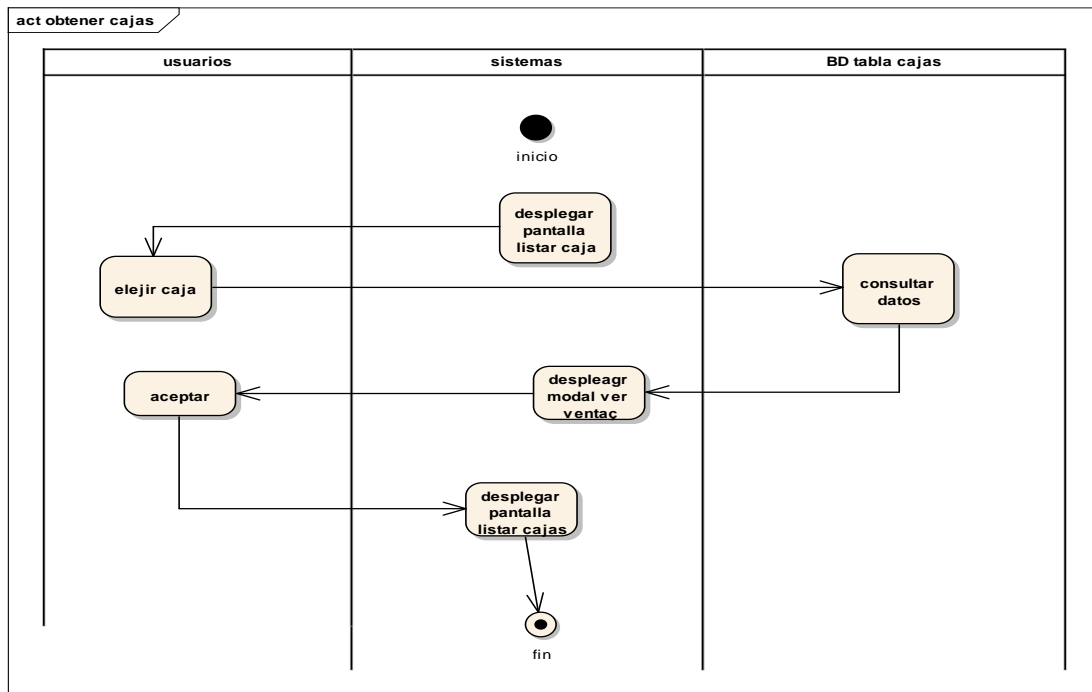 act obtener cajas
usuarios
sistemas
BD tabla cajas
inicio
desplegar
pantalla
listar caja
elejir caja
consultar
datos
despleagr
modal ver
ventaç
aceptar
desplegar
pantalla
listar cajas
fin